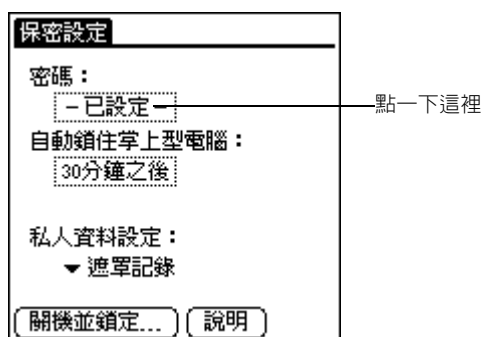 保密設定
密碼：
－已設定－
點一下這裡
自動鎖住掌上型電腦：
30分鐘之後
私人資料設定：
遮罩記錄
關機並鎖定... 說明